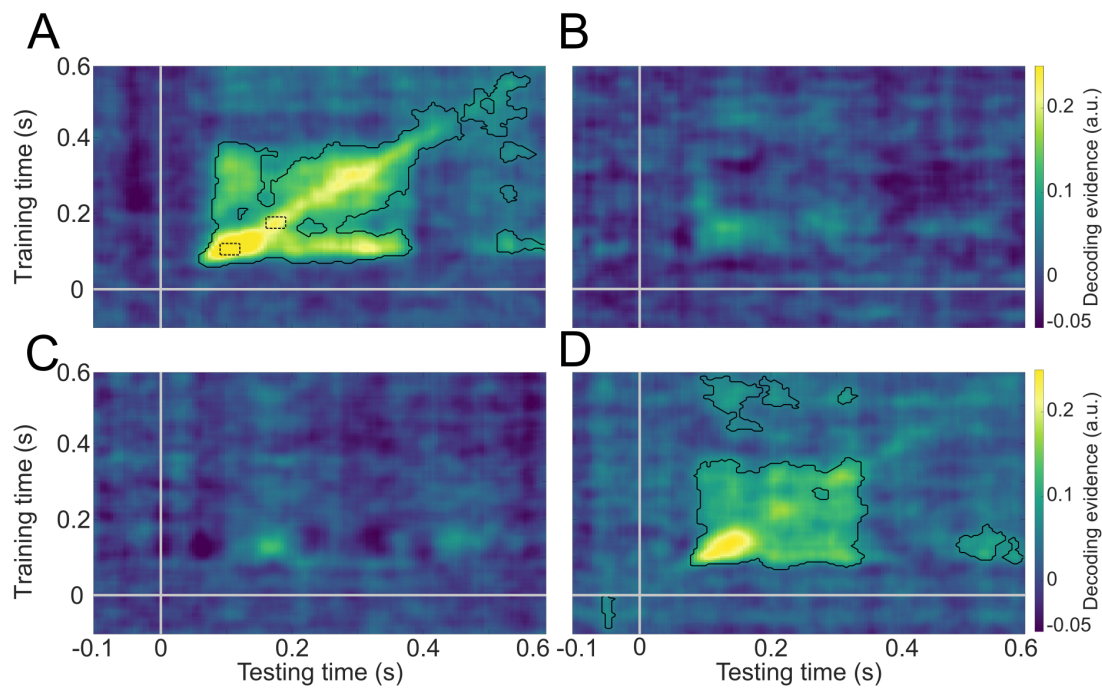 A
B
0.6
0.4
0.2
0
Training time (s)
0.2
0.1
0
-0.05
Decoding evidence (a.u.)
C
D
0.6
0.4
0.2
0
Training time (s)
-0.1 0 0.2 0.4 0.6
Testing time (s)
-0.1 0 0.2 0.4 0.6
Testing time (s)
0.2
0.1
0
-0.05
Decoding evidence (a.u.)